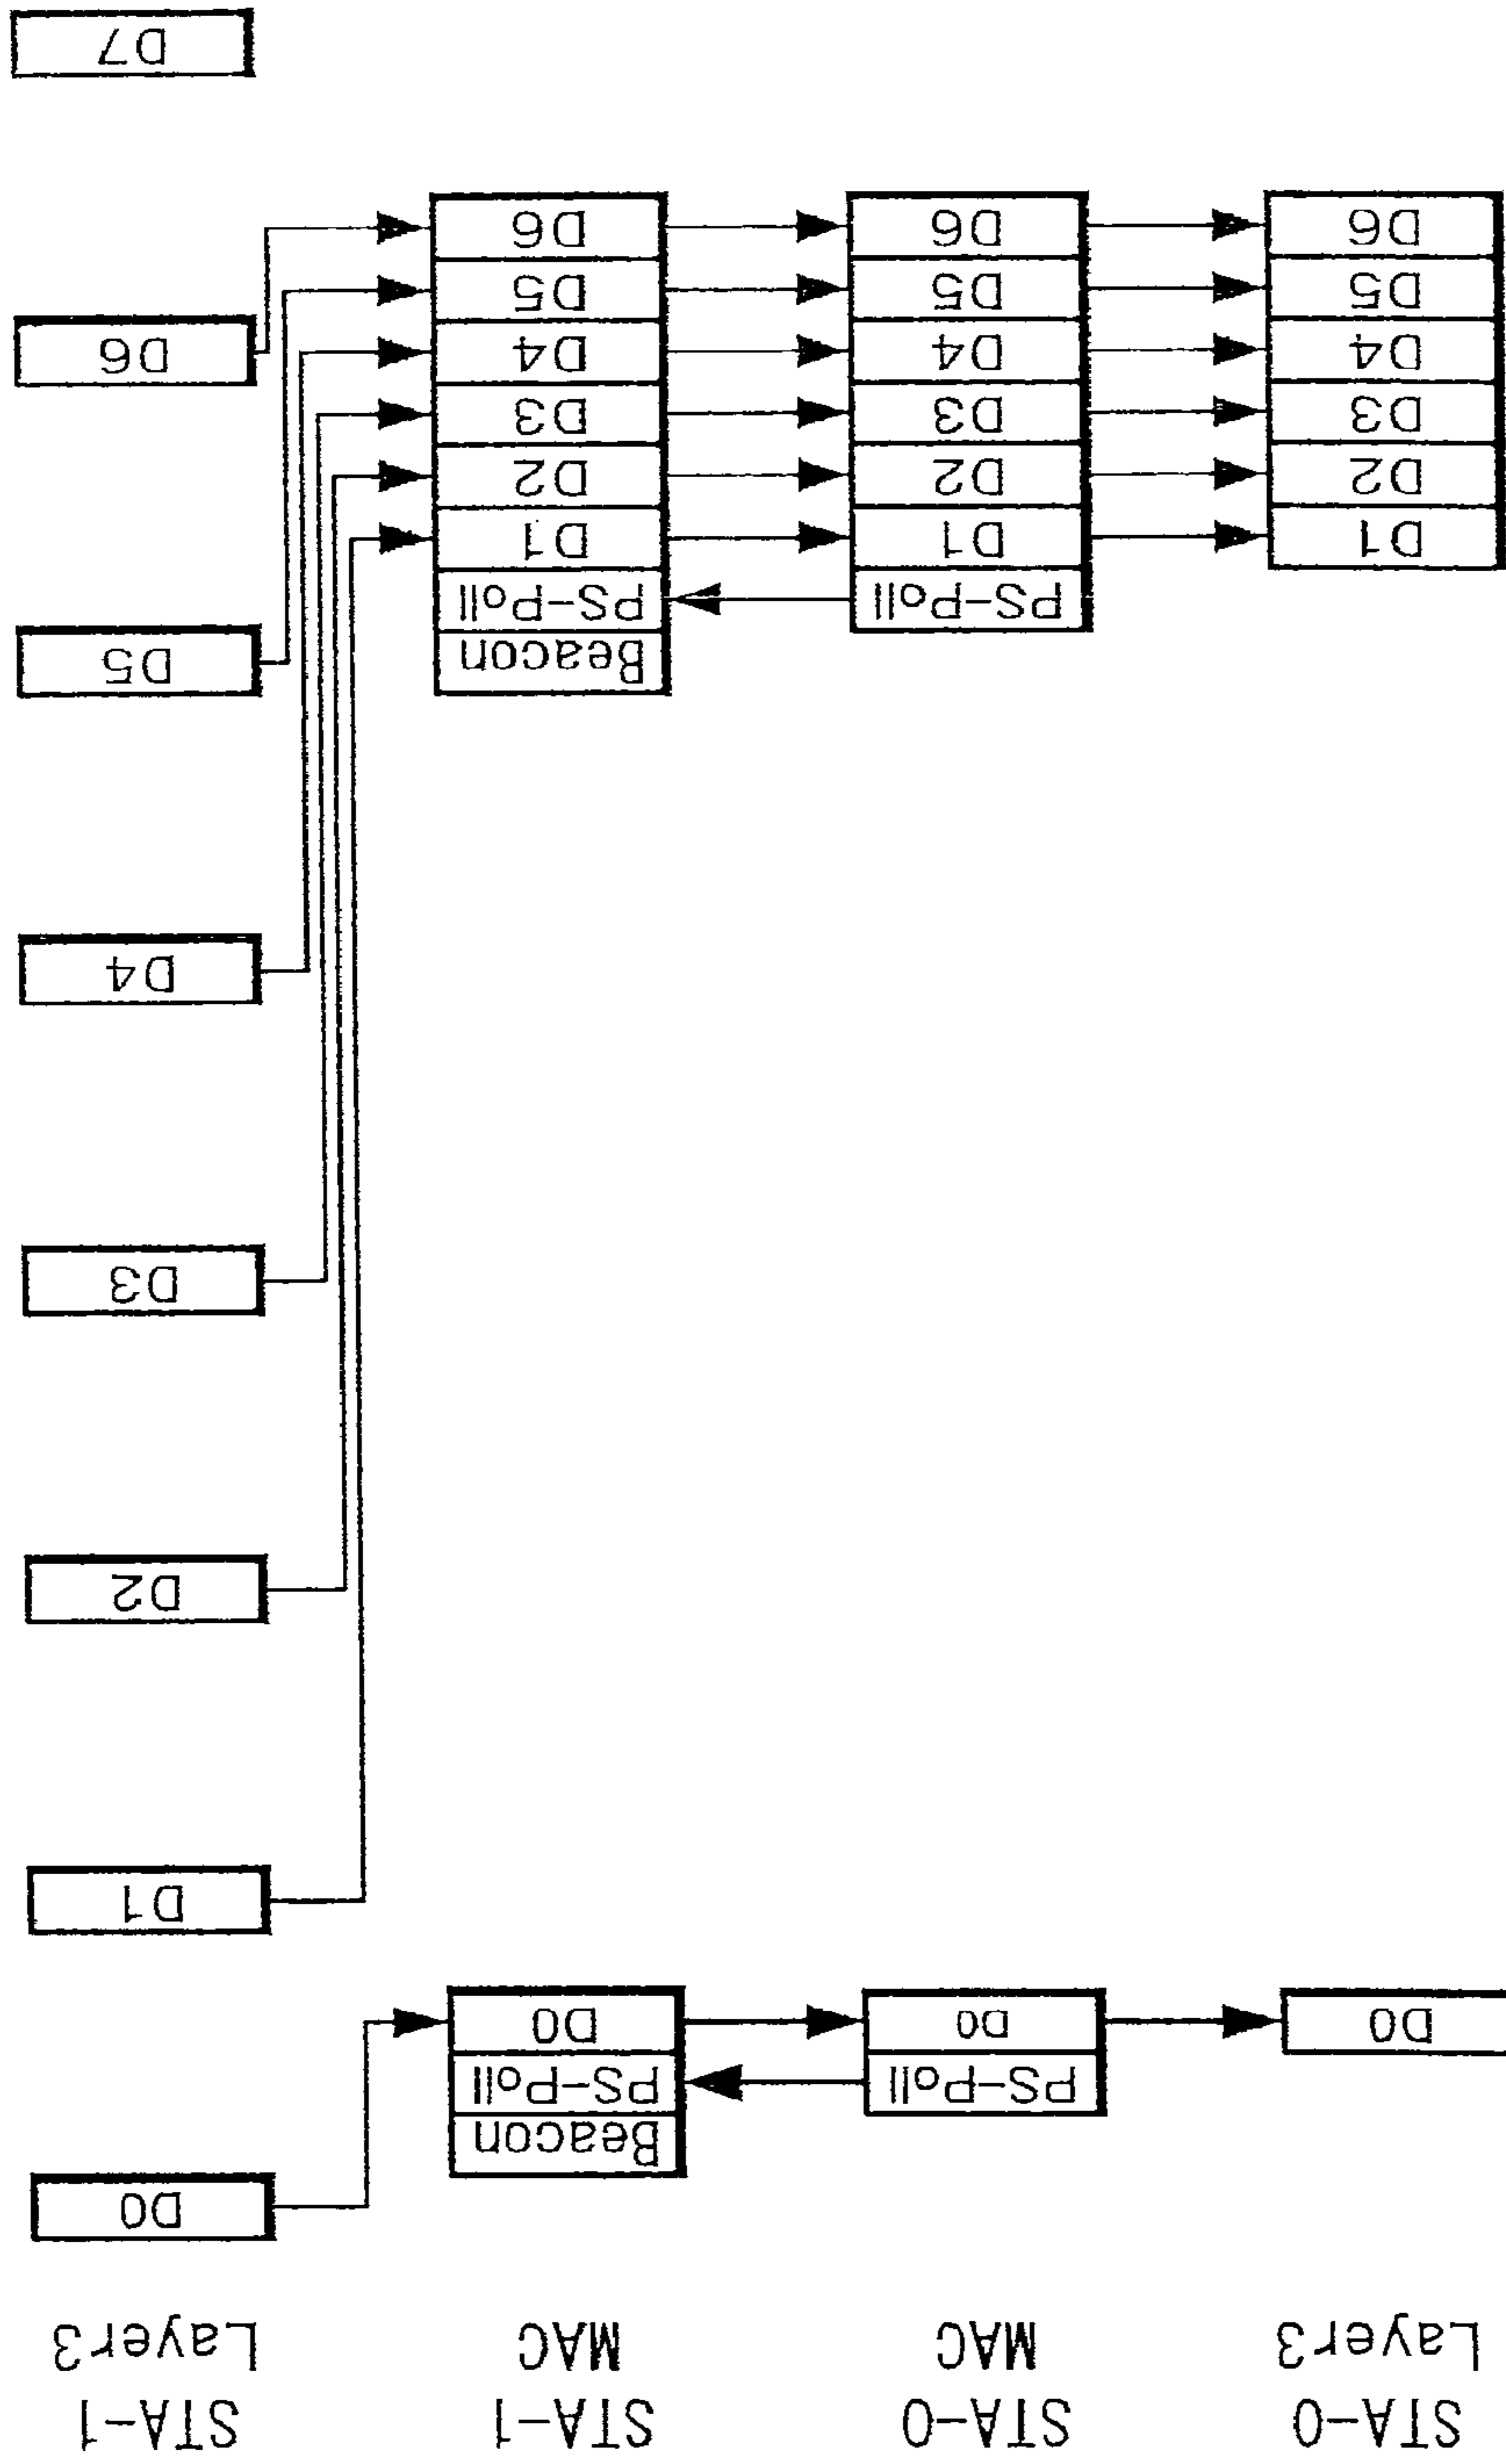 STA-0
Layer3
STA-0
MAC
STA-1
MAC
STA-1
Layer3
D0
Beacon
PS-Poll
PS-Poll
D0
D0
D0
D1
D2
D3
D4
Beacon
D5
PS-Poll
PS-Poll
D1
D1
D1
D2
D2
D2
D3
D3
D3
D4
D4
D4
D6
D5
D5
D5
D6
D6
D6
D7